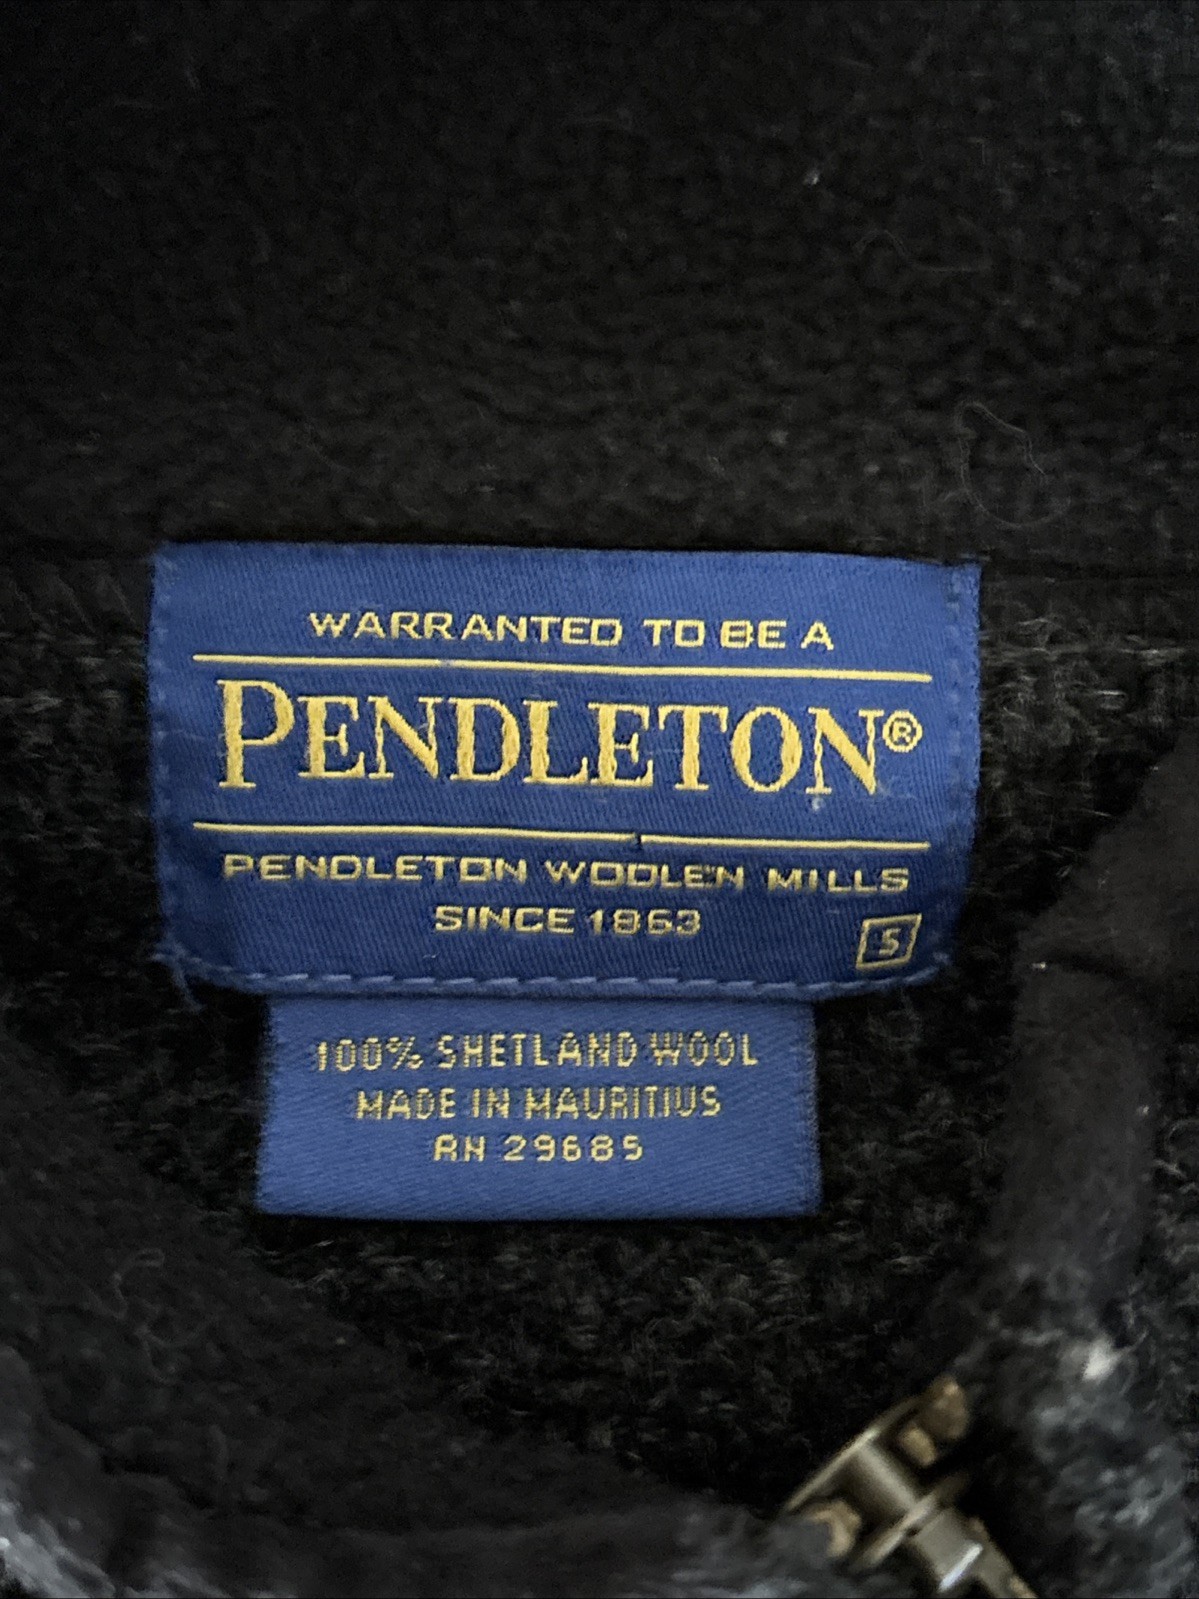 WARRANTED TO BE A
PENDLETON®
PENDLETON WOOLEN MILLS
SINCE 1863
S
100% SHETLAND WOOL
MADE IN MAURITIUS
RN 29685